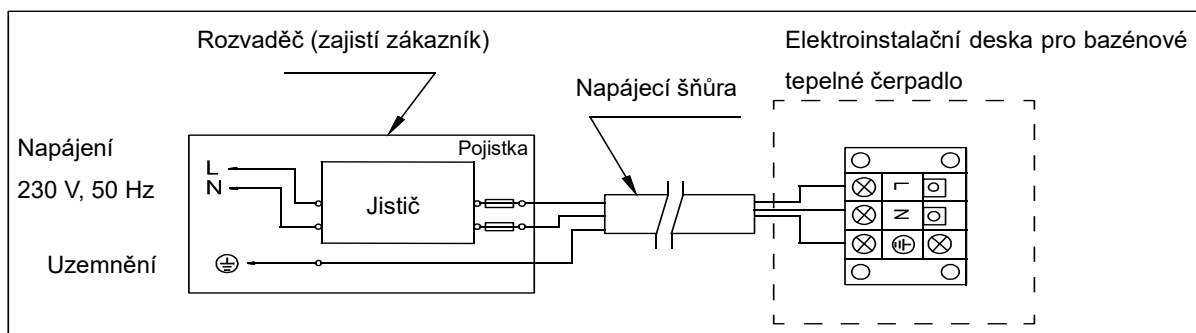 Rozvaděč (zajistí zákazník)
Elektroinstalační deska pro bazénové
tepelné čerpadlo
Napájecí šňůra
Napájení
230 V, 50 Hz
Pojistka
L
N
Jistič
Uzemnění
L
N